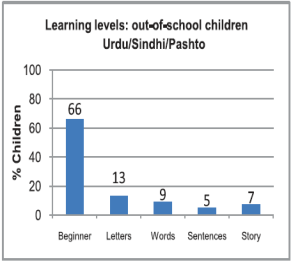 Learning levels: out-of-school children
Urdu/Sindhi/Pashto
% Children
100
80
60
40
20
0
66
13
9
5
7
Beginner Letters Words Sentences Story